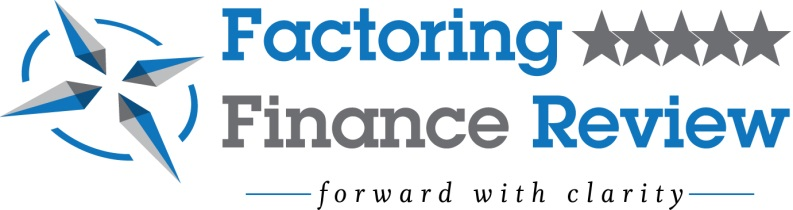 Factoring
Finance Review
forward with clarity